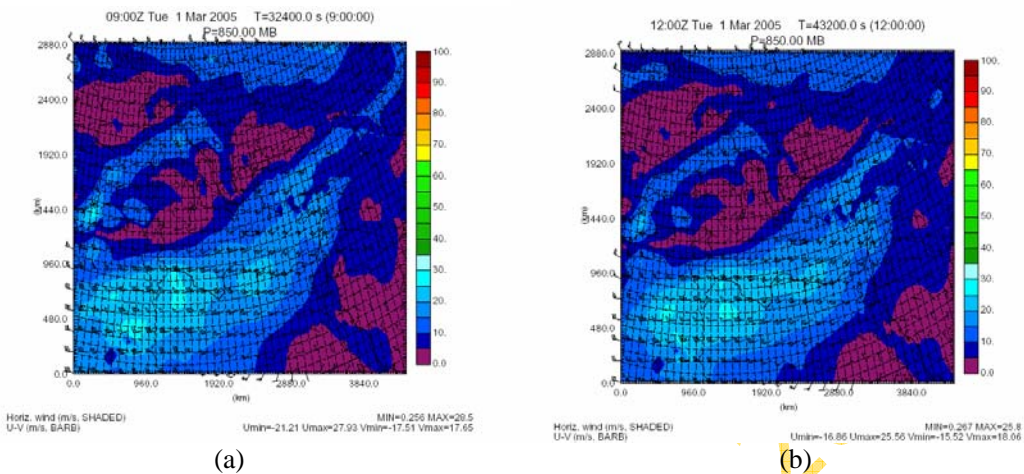 09:00Z Tue 1 Mar 2005 T=32400.0 s (9:00:00)
P=850.00 MB
2880.0
2400.0
1920.0
1440.0
960.0
480.0
0.0
(km)
0.0 960.0 1920.0 2880.0 3840.0
(km)
100.
90.
80.
70.
60.
50.
40.
30.
20.
10.
0.0
Horiz. wind (m/s, SHADED) MIN=0.256 MAX=28.5
U-V (m/s, BARB) Umin=-21.21 Umax=27.93 Vmin=-17.51 Vmax=17.65
(a)
12:00Z Tue 1 Mar 2005 T=43200.0 s (12:00:00)
P=850.00 MB
2880.0
2400.0
1920.0
1440.0
960.0
480.0
0.0
(km)
0.0 960.0 1920.0 2880.0 3840.0
(km)
100.
90.
80.
70.
60.
50.
40.
30.
20.
10.
0.0
Horiz. wind (m/s, SHADED) MIN=0.267 MAX=25.8
U-V (m/s, BARB) Umin=-16.86 Umax=25.56 Vmin=-15.52 Vmax=18.06
(b)